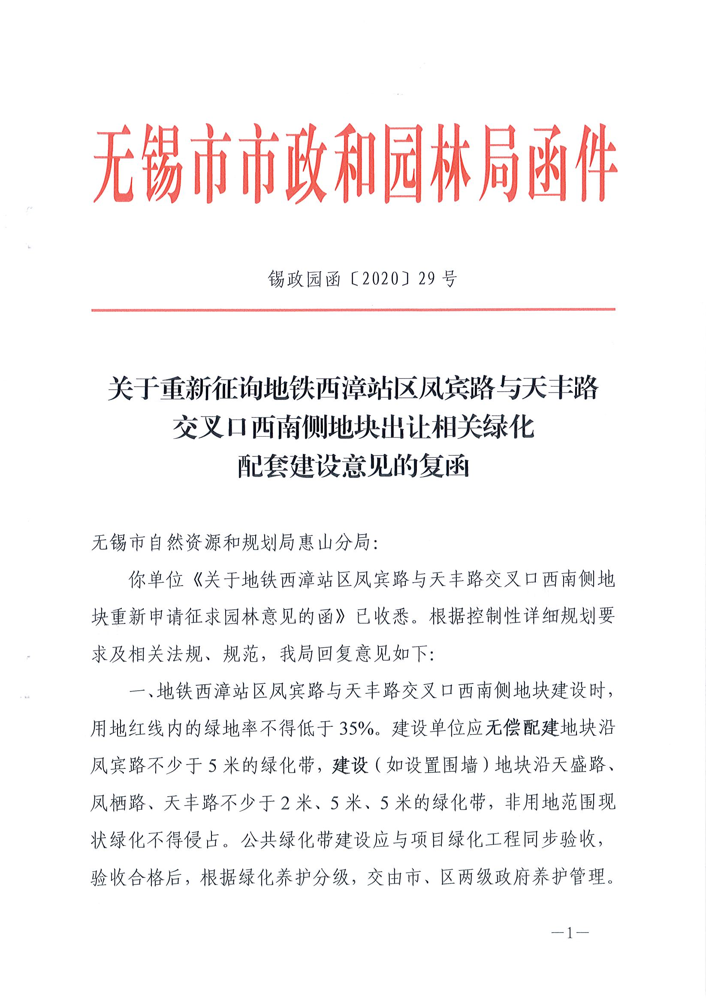 无锡市市政和园林局函件
锡政园函〔2020〕29 号
关于重新征询地铁西漳站区凤宾路与天丰路
交叉口西南侧地块出让相关绿化
配套建设意见的复函
无锡市自然资源和规划局惠山分局：
你单位《关于地铁西漳站区凤宾路与天丰路交叉口西南侧地
块重新申请征求园林意见的函》已收悉。根据控制性详细规划要
求及相关法规、规范，我局回复意见如下：
一、地铁西漳站区凤宾路与天丰路交叉口西南侧地块建设时，
用地红线内的绿地率不得低于 35%。建设单位应无偿配建地块沿
凤宾路不少于 5 米的绿化带，建设（如设置围墙）地块沿天盛路、
凤栖路、天丰路不少于 2 米、5 米、5 米的绿化带，非用地范围现
状绿化不得侵占。公共绿化带建设应与项目绿化工程同步验收，
验收合格后，根据绿化养护分级，交由市、区两级政府养护管理。
—1—